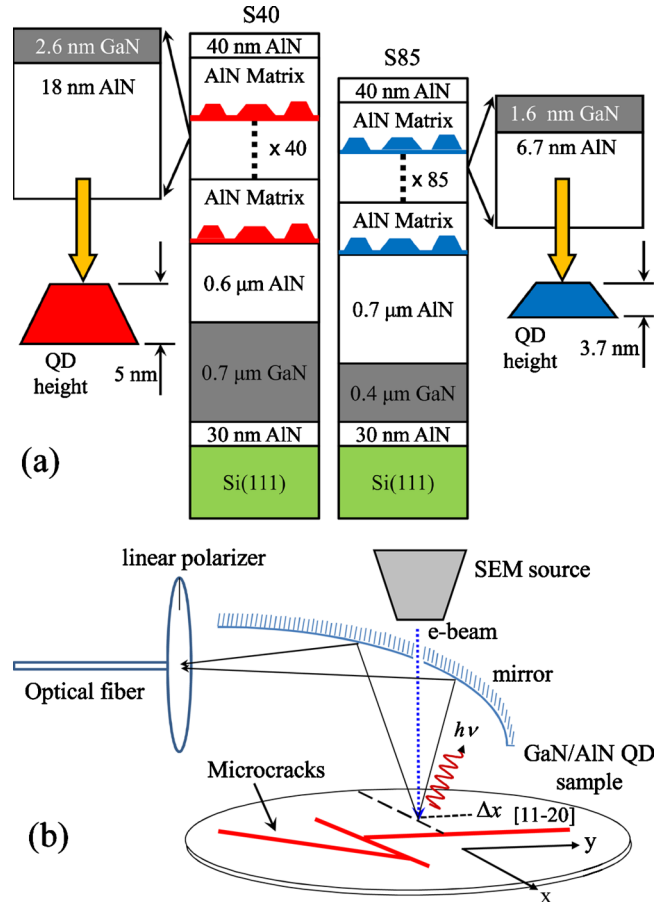 S40
S85
2.6 nm GaN
18 nm AlN
QD
height
5 nm
40 nm AlN
AlN Matrix
x 40
AlN Matrix
0.6 μm AlN
0.7 μm GaN
30 nm AlN
Si(111)
40 nm AlN
AlN Matrix
x 85
AlN Matrix
0.7 μm AlN
0.4 μm GaN
30 nm AlN
Si(111)
1.6 nm GaN
6.7 nm AlN
QD
height
3.7 nm
(a)
linear polarizer
SEM source
e-beam
mirror
Optical fiber
hν
GaN/AlN QD
sample
Microcracks
Δx
[11-20]
y
x
(b)